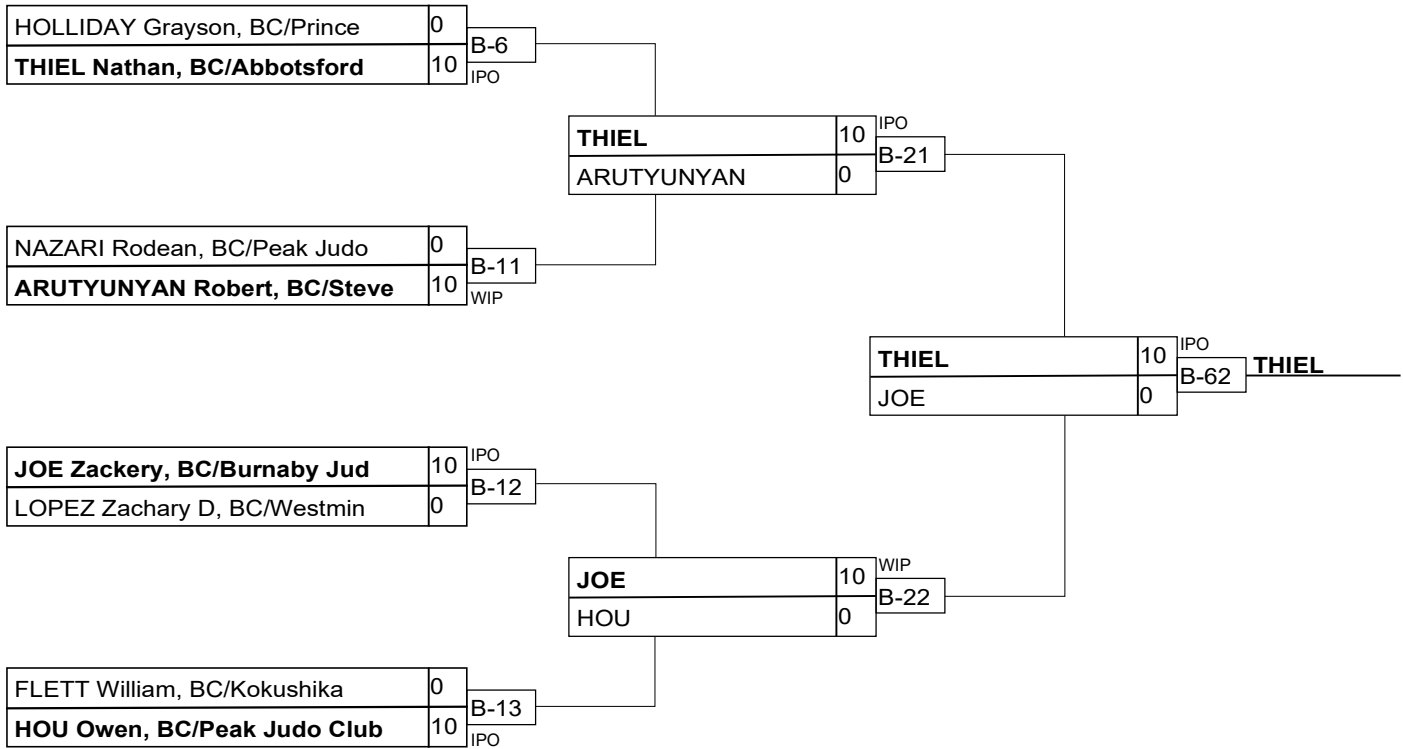 HOLLIDAY Grayson, BC/Prince 0
B-6
THIEL Nathan, BC/Abbotsford 10
IPO
THIEL 10 IPO
B-21
ARUTYUNYAN 0
NAZARI Rodean, BC/Peak Judo 0
B-11
ARUTYUNYAN Robert, BC/Steve 10
WIP
THIEL 10 IPO
B-62 THIEL
JOE 0
JOE Zackery, BC/Burnaby Jud 10 IPO
B-12
LOPEZ Zachary D, BC/Westmin 0
JOE 10 WIP
B-22
HOU 0
FLETT William, BC/Kokushika 0
B-13
HOU Owen, BC/Peak Judo Club 10
IPO